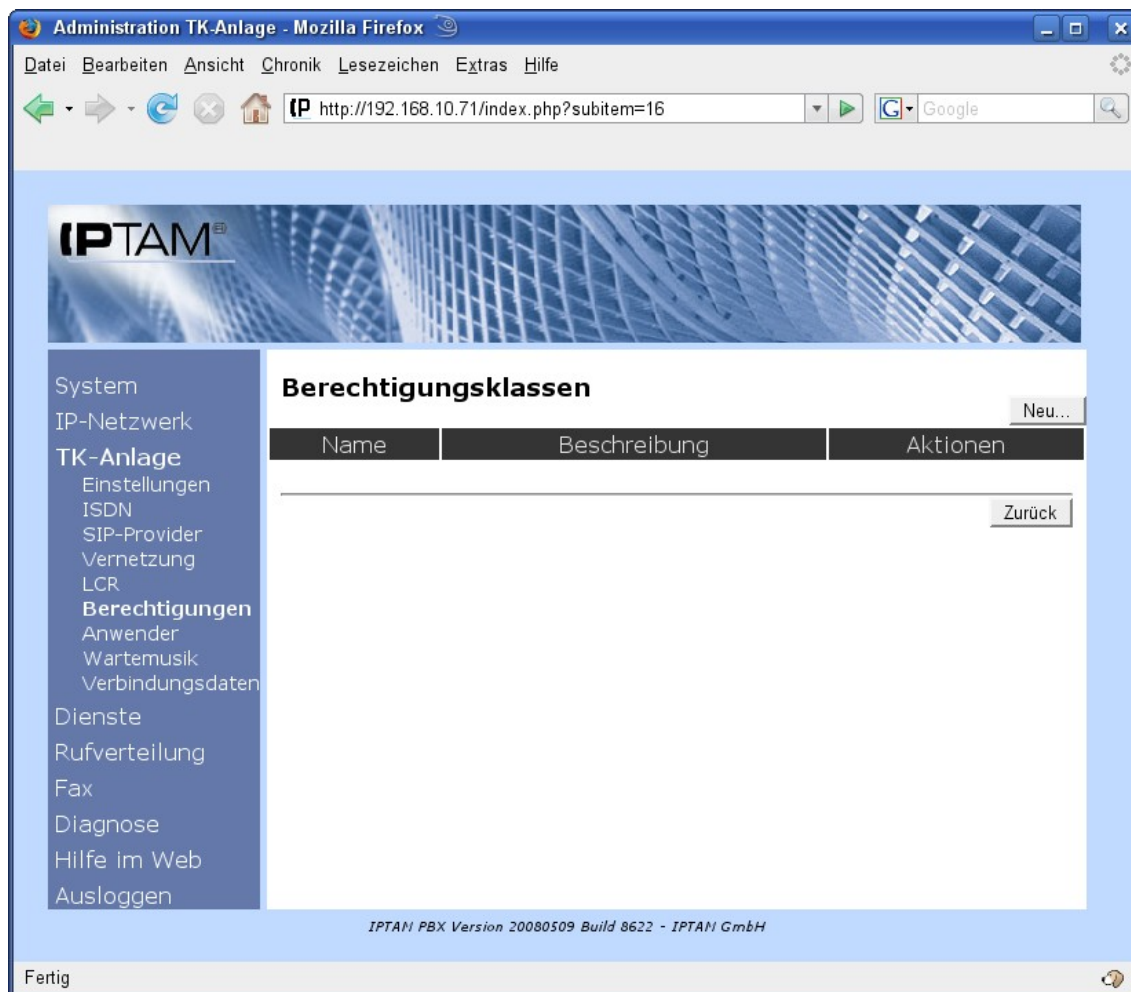 Administration TK-Anlage - Mozilla Firefox
Datei Bearbeiten Ansicht Chronik Lesezeichen Extras Hilfe
http://192.168.10.71/index.php?subitem=16
G Google
IPTAM®
System
IP-Netzwerk
TK-Anlage
Einstellungen
ISDN
SIP-Provider
Vernetzung
LCR
Berechtigungen
Anwender
Wartemusik
Verbindungsdaten
Dienste
Rufverteilung
Fax
Diagnose
Hilfe im Web
Ausloggen
Berechtigungsklassen
Neu...
Name Beschreibung Aktionen
Zurück
IPTAM PBX Version 20080509 Build 8622 - IPTAM GmbH
Fertig